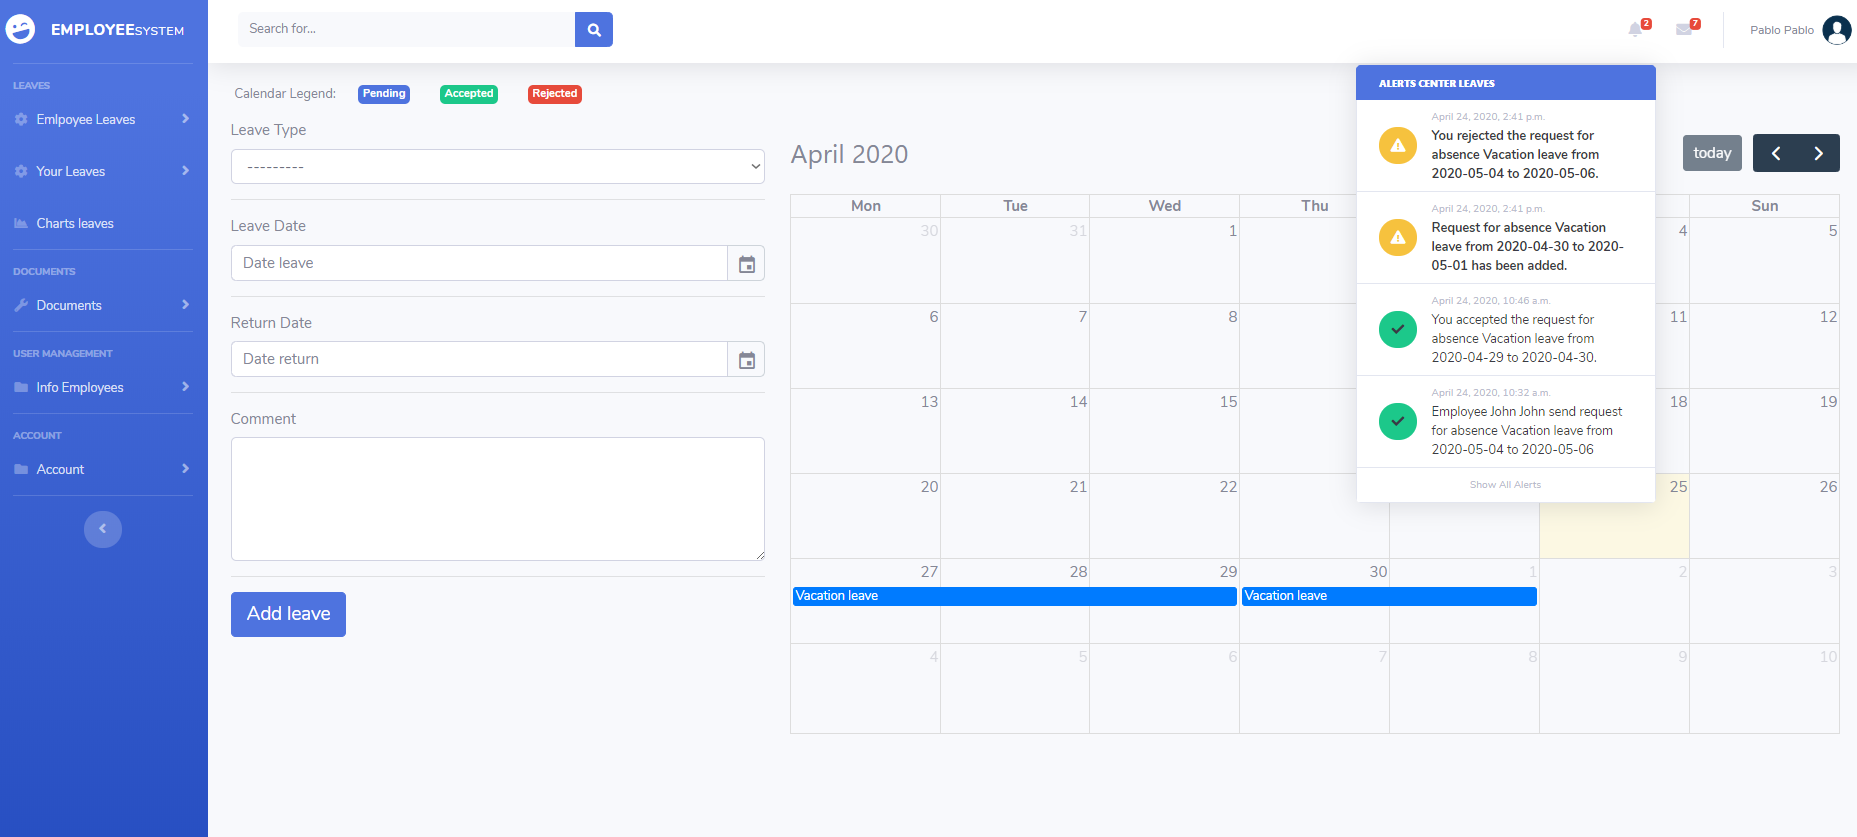 EMPLOYEESYSTEM
LEAVES
Emlpoyee Leaves
Your Leaves
Charts leaves
DOCUMENTS
Documents
USER MANAGEMENT
Info Employees
ACCOUNT
Account
Search for...
2
7
Pablo Pablo
Calendar Legend: Pending Accepted Rejected
Leave Type
---------
Leave Date
Date leave
Return Date
Date return
Comment
Add leave
April 2020
today
Mon Tue Wed Thu Sun
30 31 1 4 5
6 7 8 11 12
13 14 15 18 19
20 21 22 25 26
27 28 29 30 1 2 3
Vacation leave Vacation leave
4 5 6 7 8 9 10
ALERTS CENTER LEAVES
April 24, 2020, 2:41 p.m.
You rejected the request for
absence Vacation leave from
2020-05-04 to 2020-05-06.
April 24, 2020, 2:41 p.m.
Request for absence Vacation
leave from 2020-04-30 to 2020-
05-01 has been added.
April 24, 2020, 10:46 a.m.
You accepted the request for
absence Vacation leave from
2020-04-29 to 2020-04-30.
April 24, 2020, 10:32 a.m.
Employee John John send request
for absence Vacation leave from
2020-05-04 to 2020-05-06
Show All Alerts